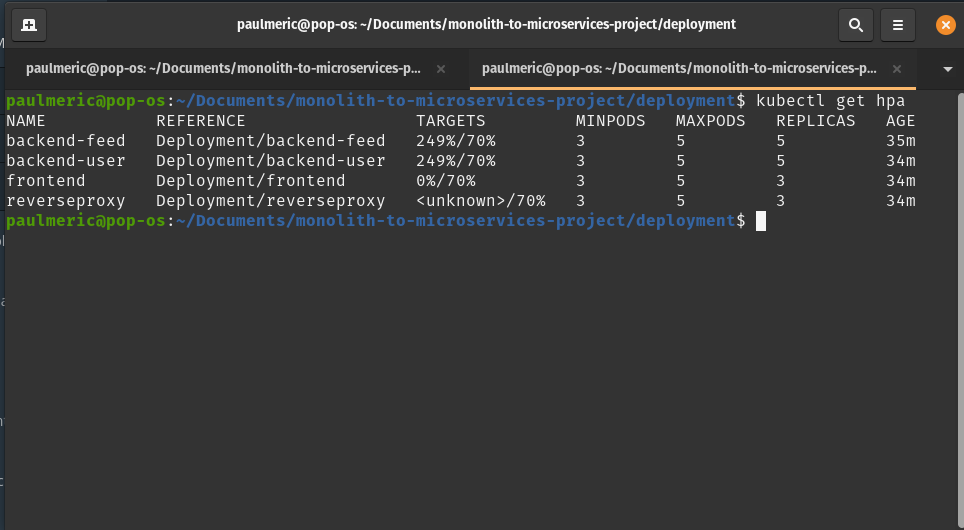 paulmeric@pop-os: ~/Documents/monolith-to-microservices-project/deployment
paulmeric@pop-os: ~/Documents/monolith-to-microservices-p...
paulmeric@pop-os: ~/Documents/monolith-to-microservices-p...
paulmeric@pop-os:~/Documents/monolith-to-microservices-project/deployment$ kubectl get hpa
NAME REFERENCE TARGETS MINPODS MAXPODS REPLICAS AGE
backend-feed Deployment/backend-feed 249%/70% 3 5 5 35m
backend-user Deployment/backend-user 249%/70% 3 5 5 34m
frontend Deployment/frontend 0%/70% 3 5 3 34m
reverseproxy Deployment/reverseproxy <unknown>/70% 3 5 3 34m
paulmeric@pop-os:~/Documents/monolith-to-microservices-project/deployment$